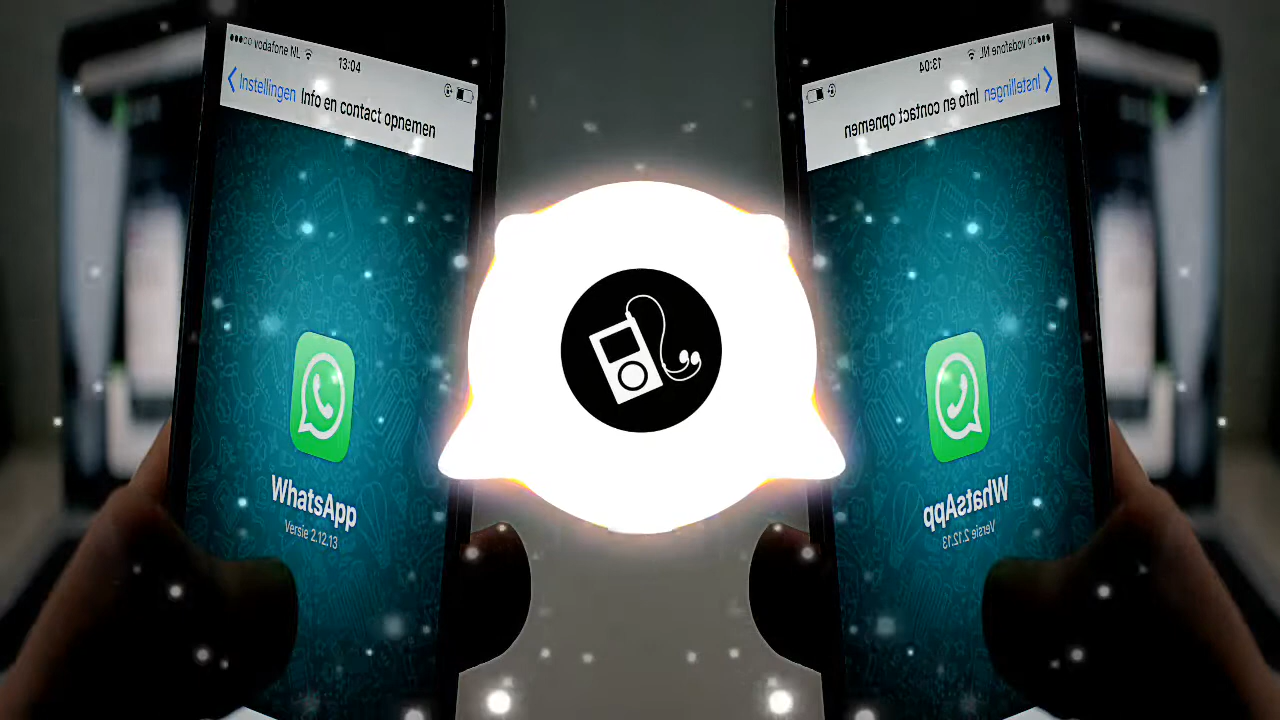 vodafone NL
13:04
Instellingen Info en contact opnemen
WhatsApp
Versie 2.12.13
vodafone NL
13:04
Instellingen Info en contact opnemen
WhatsApp
Versie 2.12.13